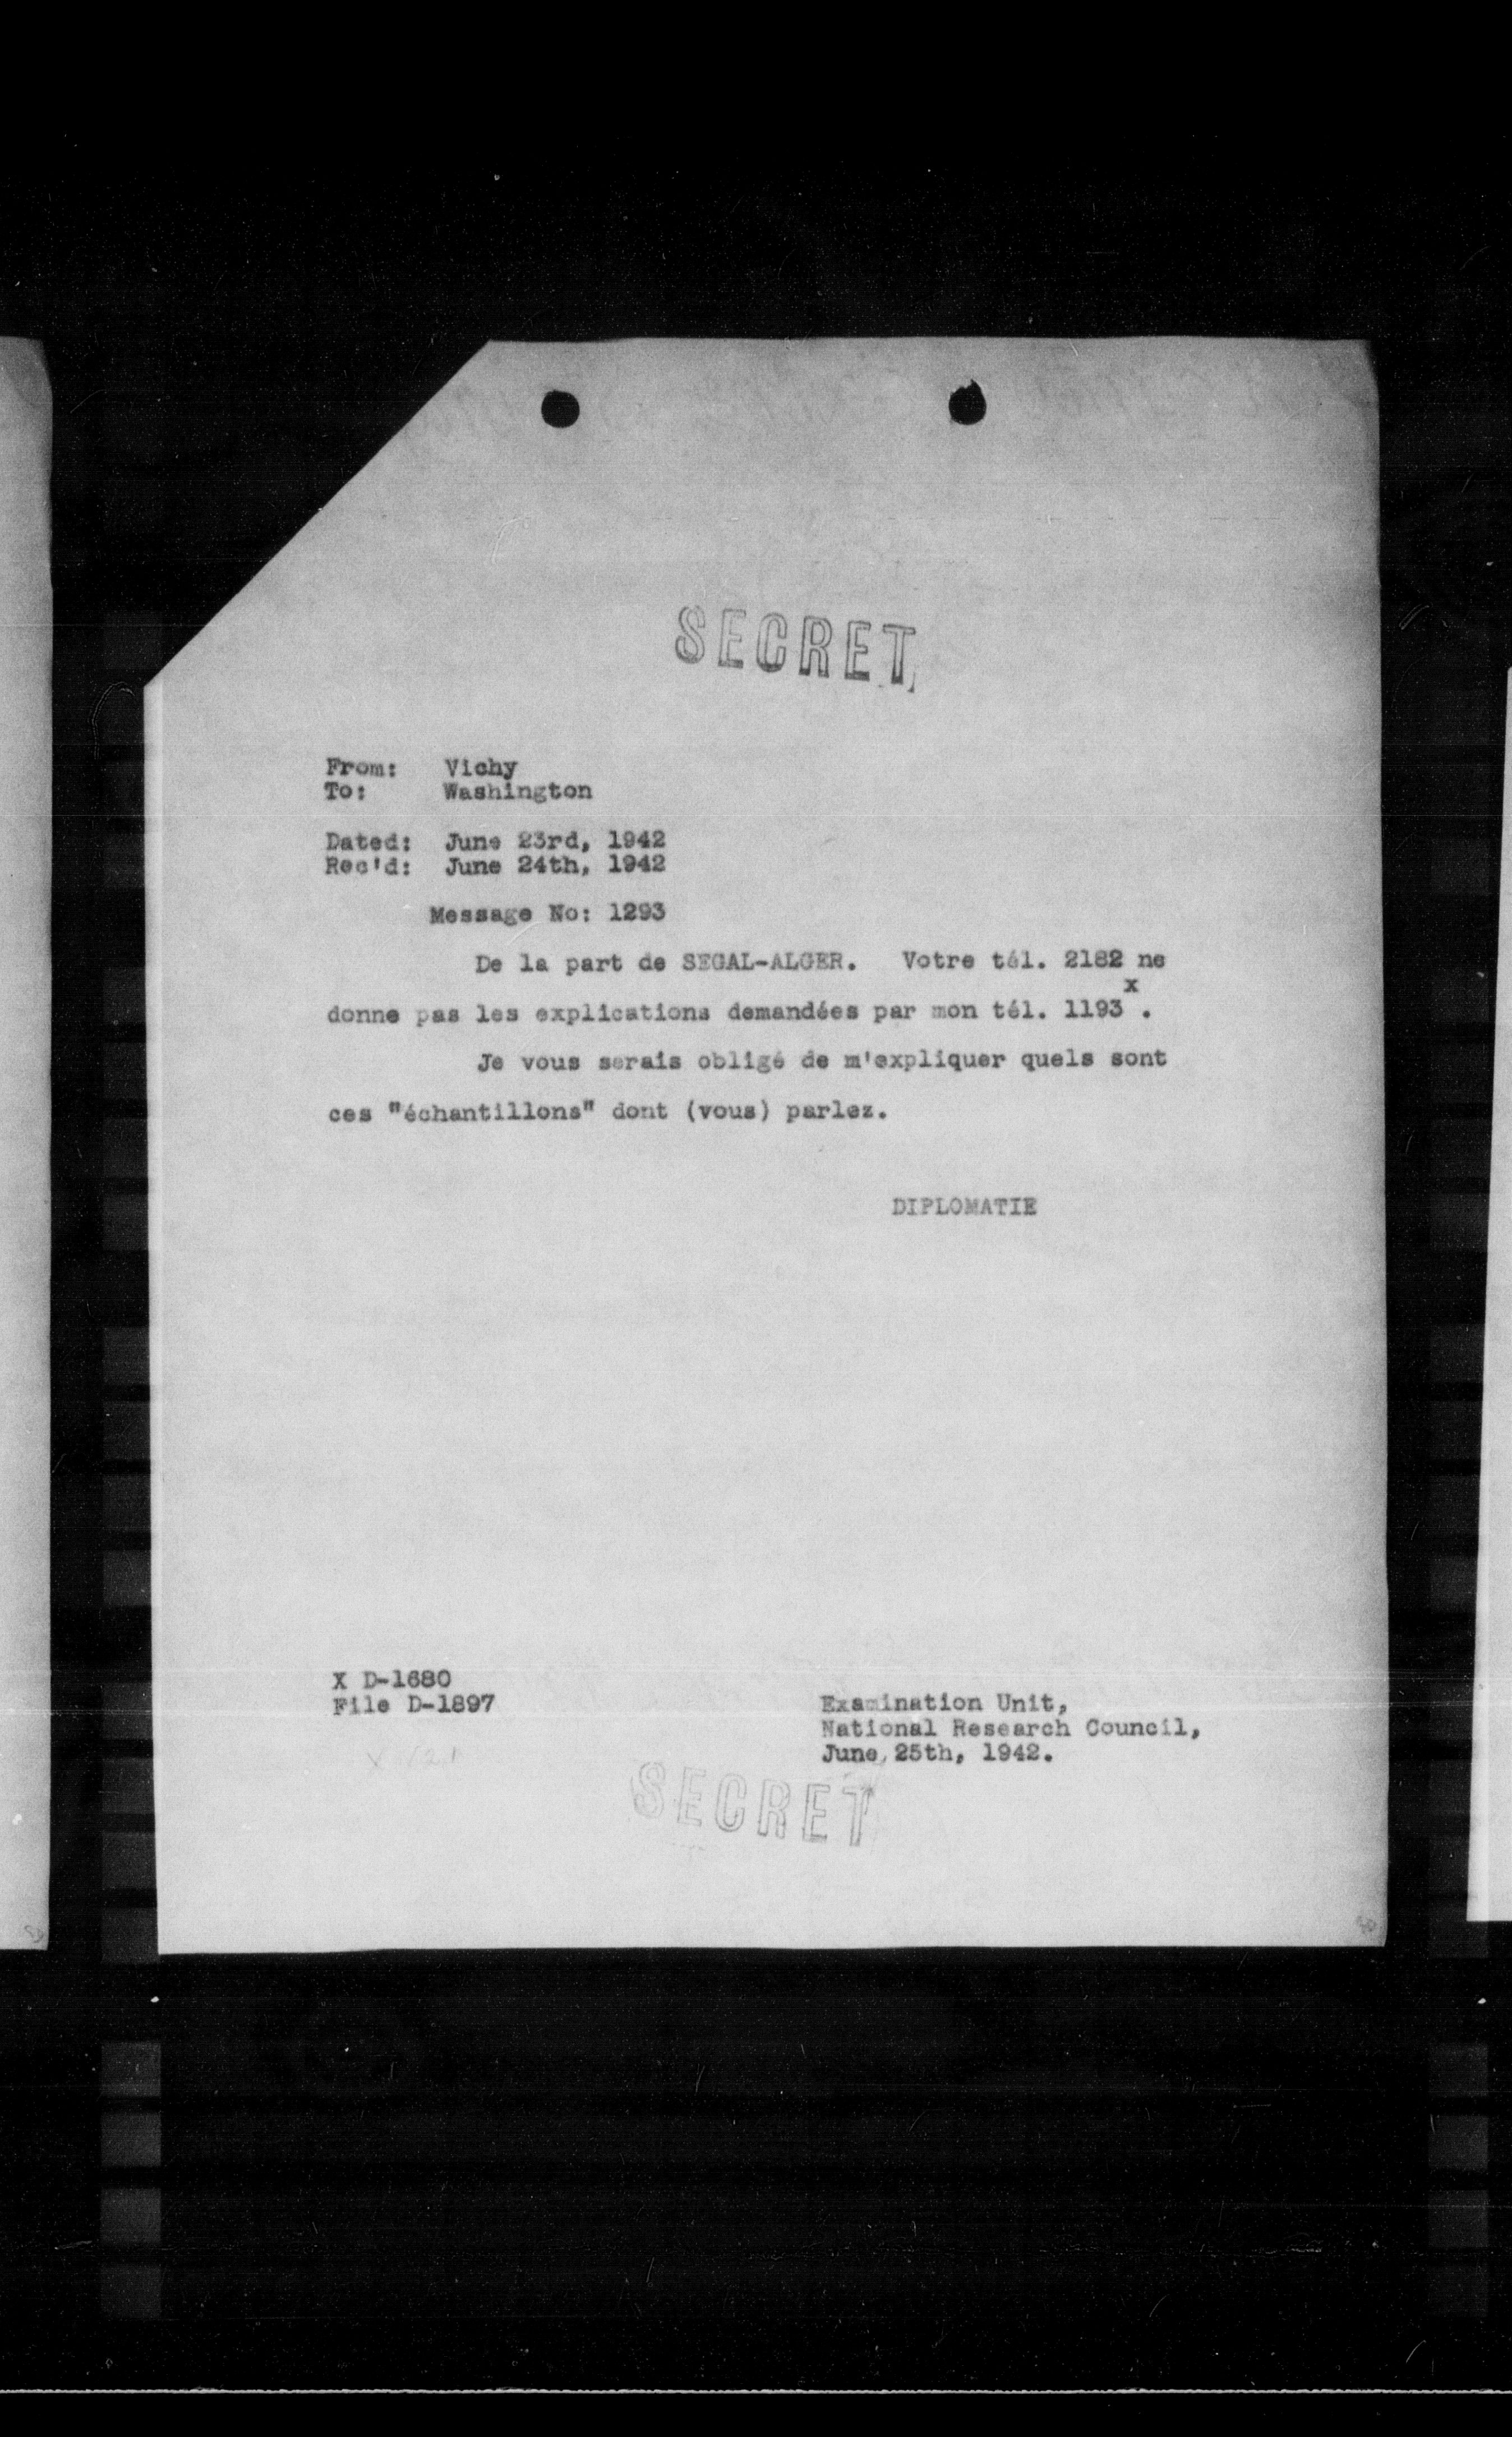 SECRET
From: Vichy
To: Washington
Dated: June 23rd, 1942
Rec'd: June 24th, 1942
Message No: 1293
De la part de SEGAL-ALGER. Votre tél. 2182 ne
donne pas les explications demandées par mon tél. 1193 x.
Je vous serais obligé de m'expliquer quels sont
ces "échantillons" dont (vous) parlez.
DIPLOMATIE
X D-1680
File D-1897
Examination Unit,
National Research Council,
June 25th, 1942.
SECRET